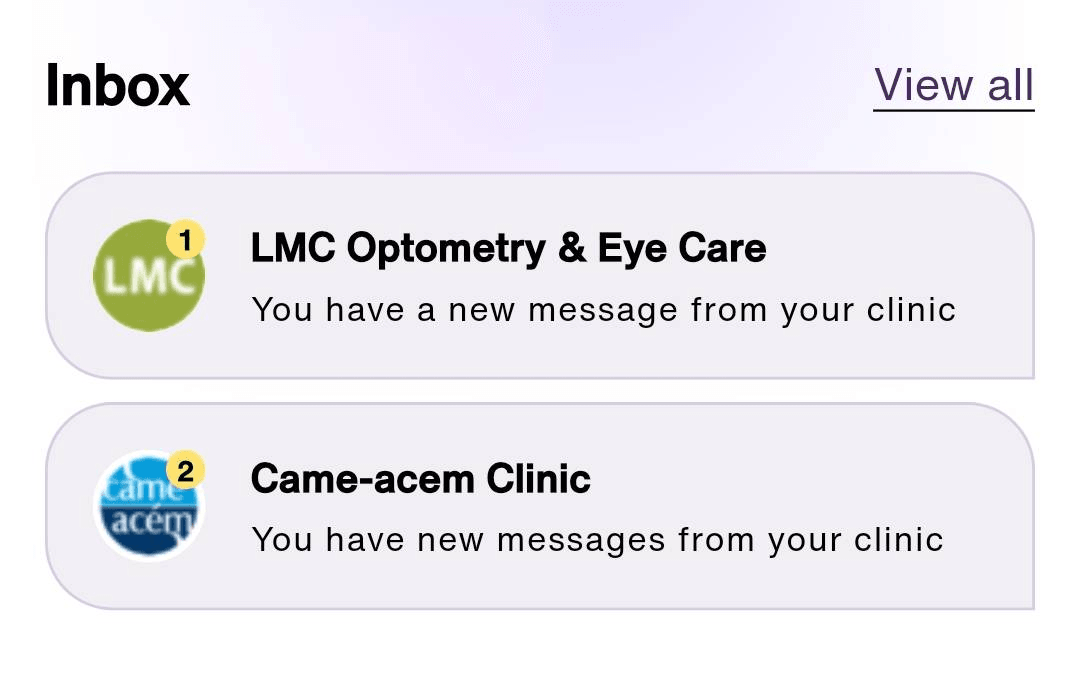 Inbox
View all
1
LMC
LMC Optometry & Eye Care
You have a new message from your clinic
2
came
acém
Came-acem Clinic
You have new messages from your clinic